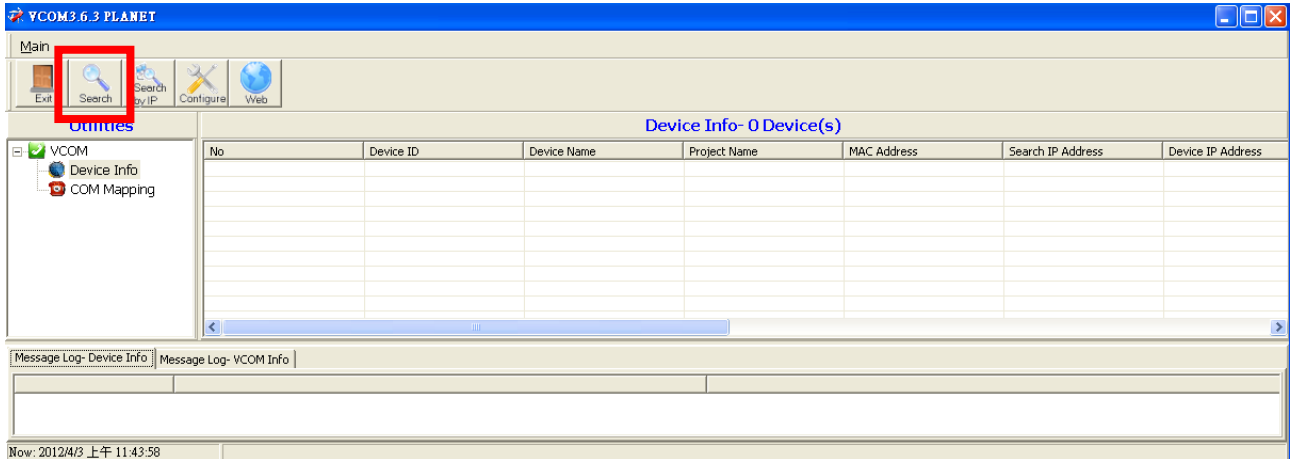 VCOM3.6.3 PLANET
Main
Exit Search Search by IP Configure Web
Utilities Device Info- 0 Device(s)
VCOM No Device ID Device Name Project Name MAC Address Search IP Address Device IP Address
Device Info
COM Mapping
Message Log- Device Info Message Log- VCOM Info
Now: 2012/4/3 上午 11:43:58